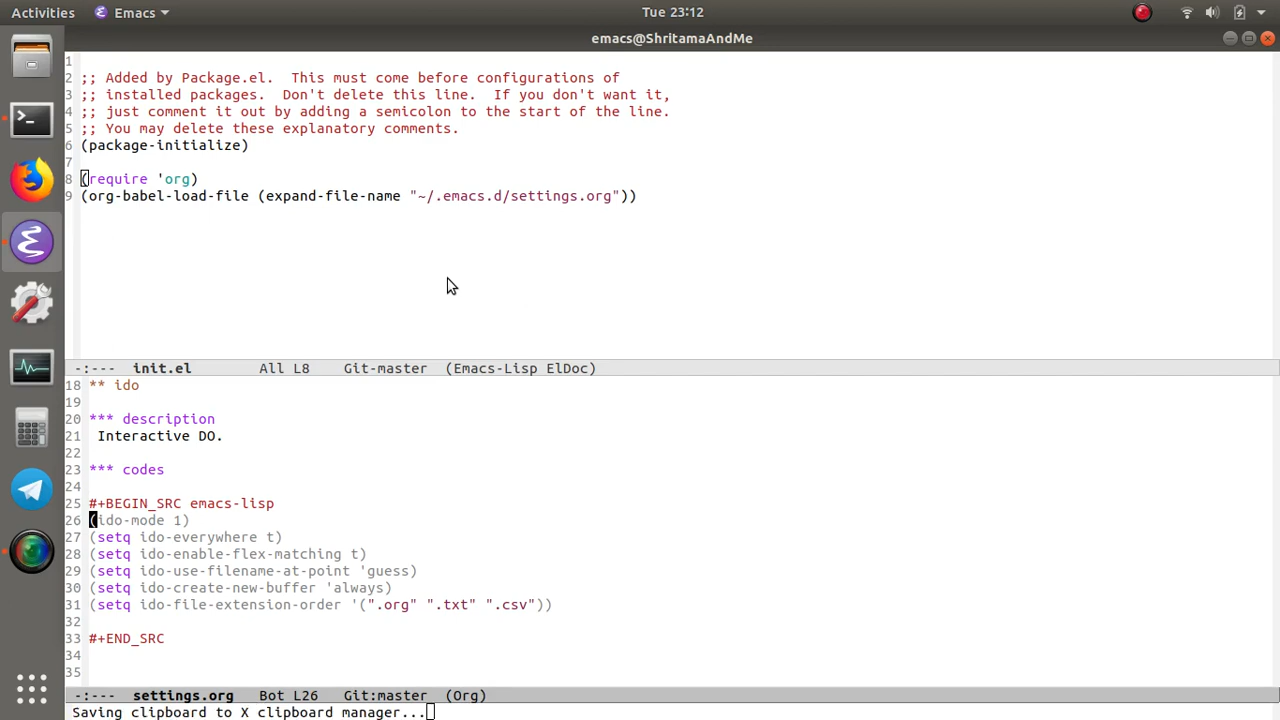 Activities Emacs Tue 23:12
emacs@ShritamaAndMe
1
2 ;; Added by Package.el.  This must come before configurations of
3 ;; installed packages.  Don't delete this line.  If you don't want it,
4 ;; just comment it out by adding a semicolon to the start of the line.
5 ;; You may delete these explanatory comments.
6 (package-initialize)
7
8 (require 'org)
9 (org-babel-load-file (expand-file-name "~/.emacs.d/settings.org"))
-:---  init.el        All L8    Git-master  (Emacs-Lisp ElDoc)
18 ** ido
19
20 *** description
21  Interactive DO.
22
23 *** codes
24
25 #+BEGIN_SRC emacs-lisp
26 (ido-mode 1)
27 (setq ido-everywhere t)
28 (setq ido-enable-flex-matching t)
29 (setq ido-use-filename-at-point 'guess)
30 (setq ido-create-new-buffer 'always)
31 (setq ido-file-extension-order '(".org" ".txt" ".csv"))
32
33 #+END_SRC
34
35
-:---  settings.org   Bot L26   Git:master  (Org)
Saving clipboard to X clipboard manager...